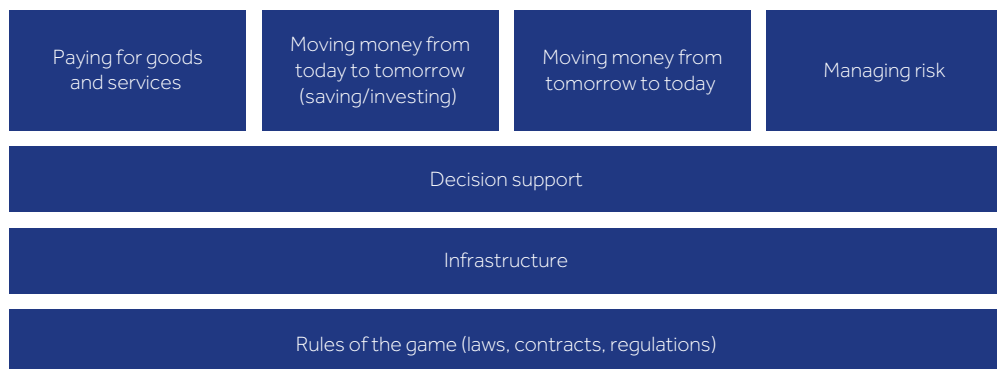 Paying for goods
and services
Moving money from
today to tomorrow
(saving/investing)
Moving money from
tomorrow to today
Managing risk
Decision support
Infrastructure
Rules of the game (laws, contracts, regulations)